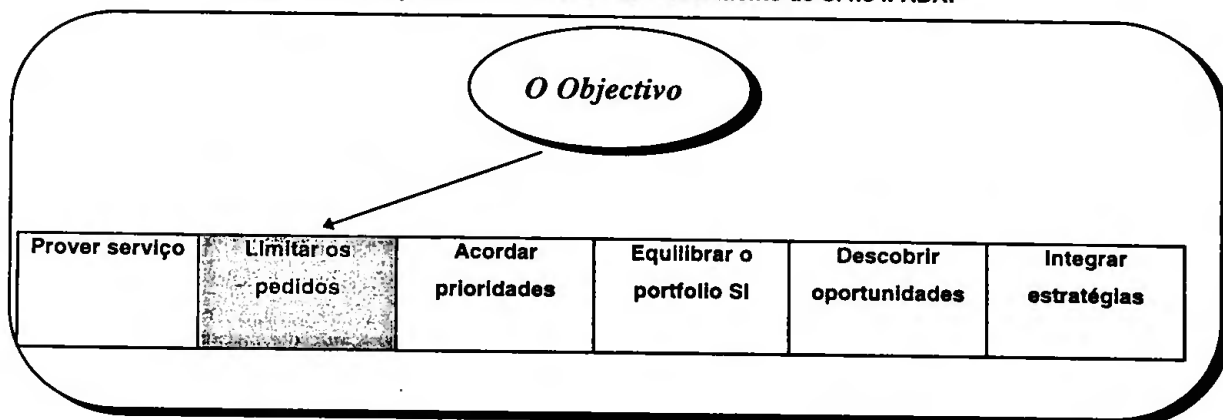 O Objectivo
Prover serviço
Limitar os
pedidos
Acordar
prioridades
Equilibrar o
portfolio SI
Descobrir
oportunidades
Integrar
estratégias